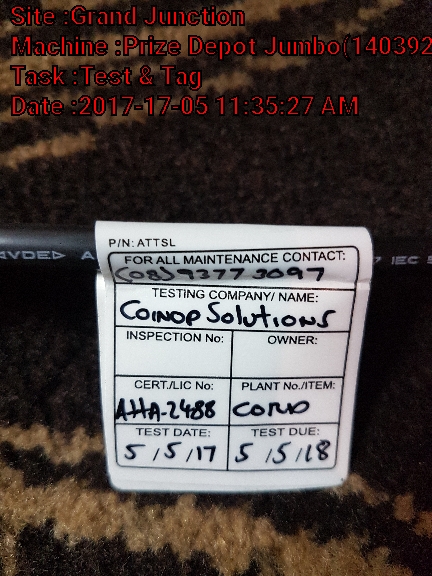 Site :Grand Junction
Machine :Prize Depot Jumbo(140392
Task :Test & Tag
Date :2017-17-05 11:35:27 AM
P/N: ATTSL
FOR ALL MAINTENANCE CONTACT:
(08) 9377 3097
TESTING COMPANY/ NAME:
Coinop Solutions
INSPECTION No: OWNER:
CERT./LIC No: PLANT No./ITEM:
AHA-2488 CORD
TEST DATE: TEST DUE:
5/5/17 5/5/18